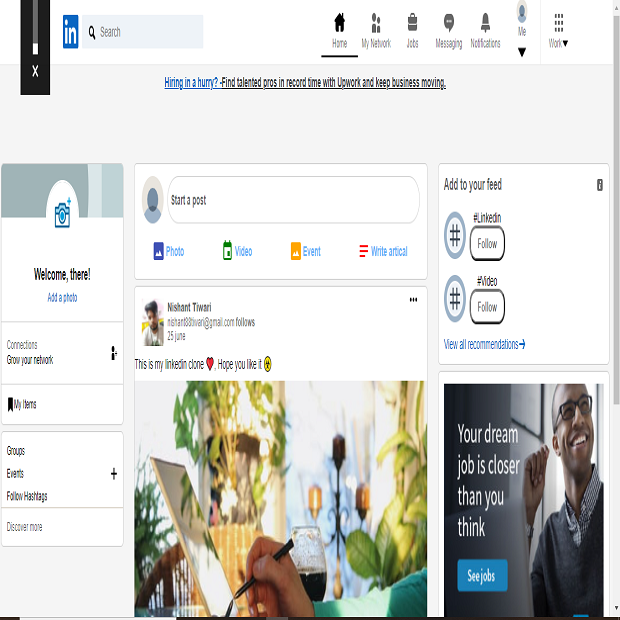 X
in
Search
Home
My Network
Jobs
Messaging
Notifications
Me
Work
Hiring in a hurry? -Find talented pros in record time with Upwork and keep business moving.
Welcome, there!
Add a photo
Connections
Grow your network
My Items
Groups
Events
Follow Hashtags
Discover more
Start a post
Photo
Video
Event
Write artical
Nishant Tiwari
nishant88tiwari@gmail.com follows
25 june
This is my linkedin clone ❤️. Hope you like it
Add to your feed
#
#Linkedin
Follow
#
#Video
Follow
View all recommendations
Your dream
job is closer
than you
think
See jobs